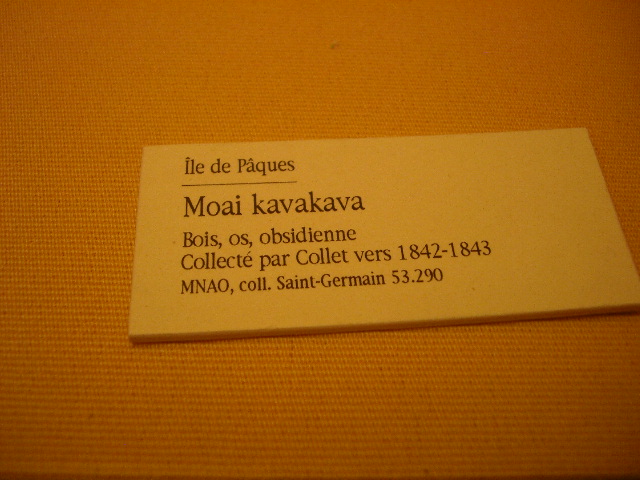 Île de Pâques
Moai kavakava
Bois, os, obsidienne
Collecté par Collet vers 1842-1843
MNAO, coll. Saint-Germain 53.290